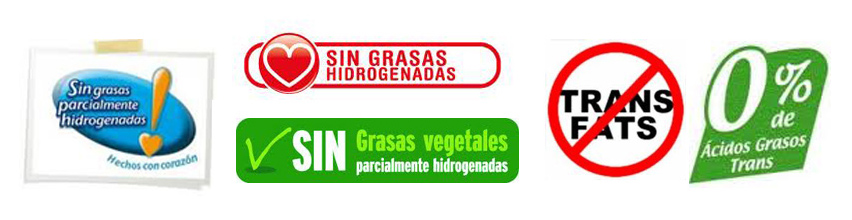 Sin grasas
parcialmente
hidrogenadas
Hechos con corazón
SIN GRASAS
HIDROGENADAS
SIN Grasas vegetales
parcialmente hidrogenadas
TRANS
FATS
0%
de
Ácidos Grasos
Trans